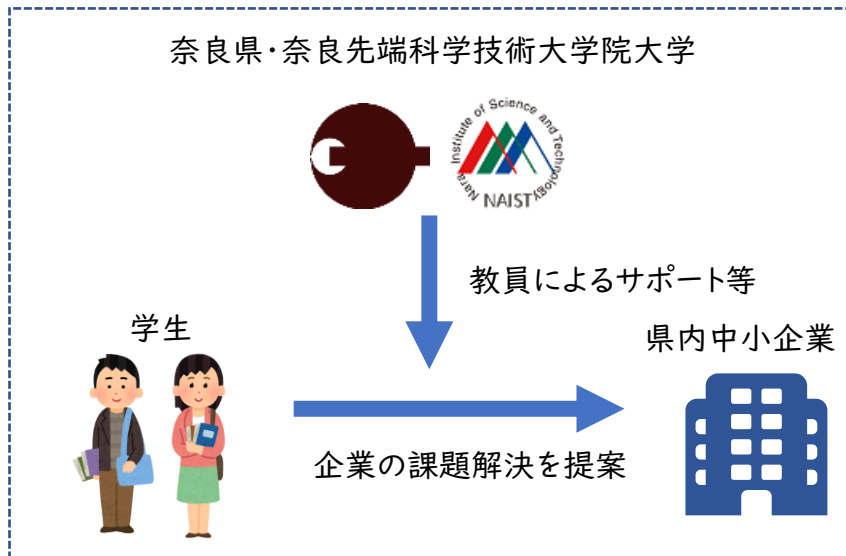 奈良県・奈良先端科学技術大学院大学
Nara Institute of Science and Technology
NAIST
教員によるサポート等
学生
県内中小企業
企業の課題解決を提案